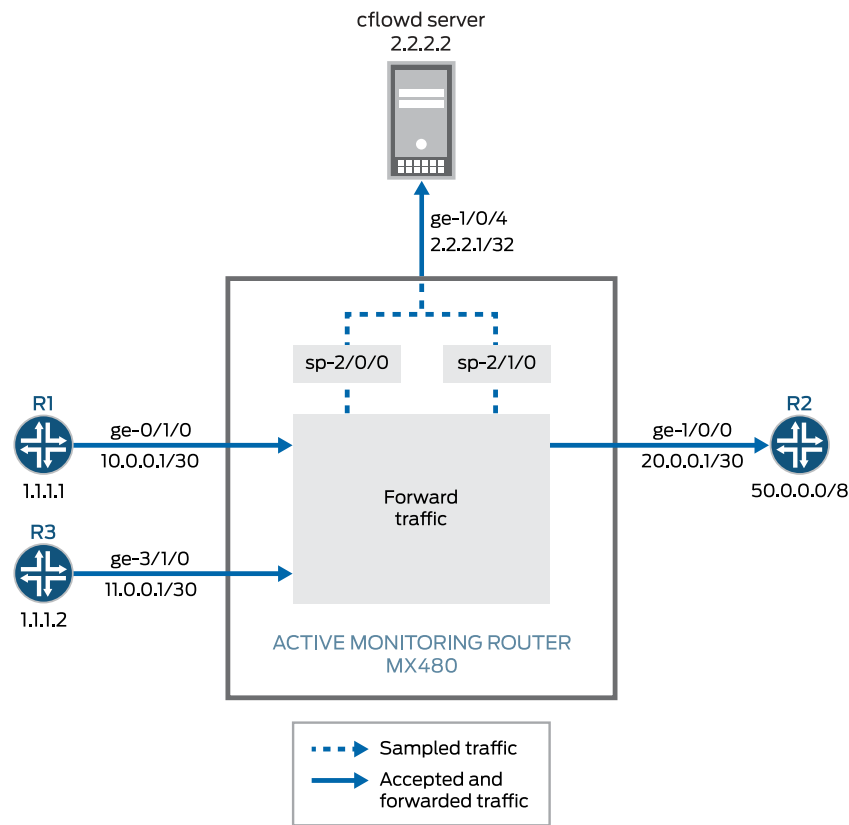 cflowd server
2.2.2.2
ge-1/0/4
2.2.2.1/32
sp-2/0/0
sp-2/1/0
R1
ge-0/1/0
10.0.0.1/30
1.1.1.1
ge-1/0/0
20.0.0.1/30
R2
50.0.0.0/8
Forward
traffic
R3
ge-3/1/0
11.0.0.1/30
1.1.1.2
ACTIVE MONITORING ROUTER
MX480
Sampled traffic
Accepted and
forwarded traffic